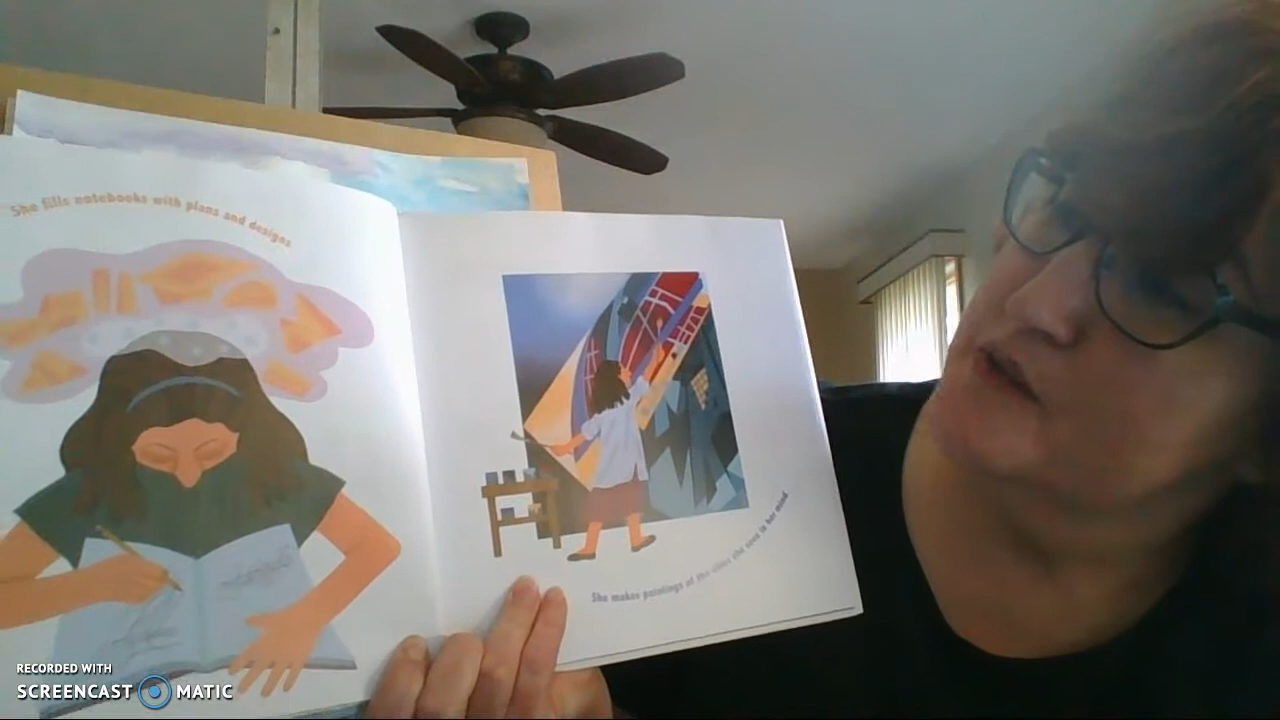 She fills notebooks with plans and designs
She makes paintings of the cities she sees in her mind
RECORDED WITH
SCREENCAST MATIC